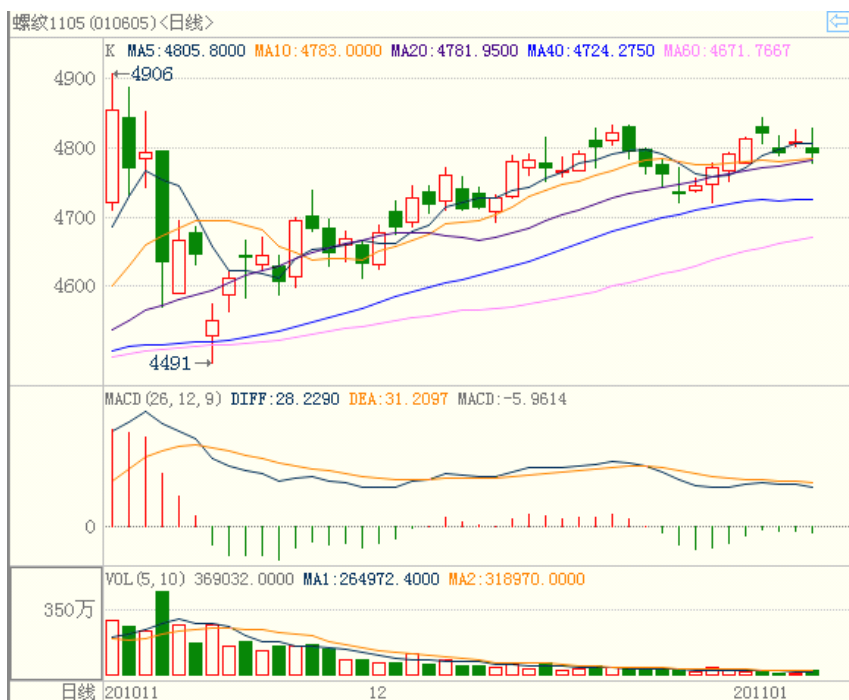 螺纹1105(010605)<日线>
K MA5:4805.8000 MA10:4783.0000 MA20:4781.9500 MA40:4724.2750 MA60:4671.7667
4900
←4906
4800
4700
4600
4491→
MACD(26,12,9) DIFF:28.2290 DEA:31.2097 MACD:-5.9614
0
VOL(5,10) 369032.0000 MA1:264972.4000 MA2:318970.0000
350万
日线 201011 12 201101